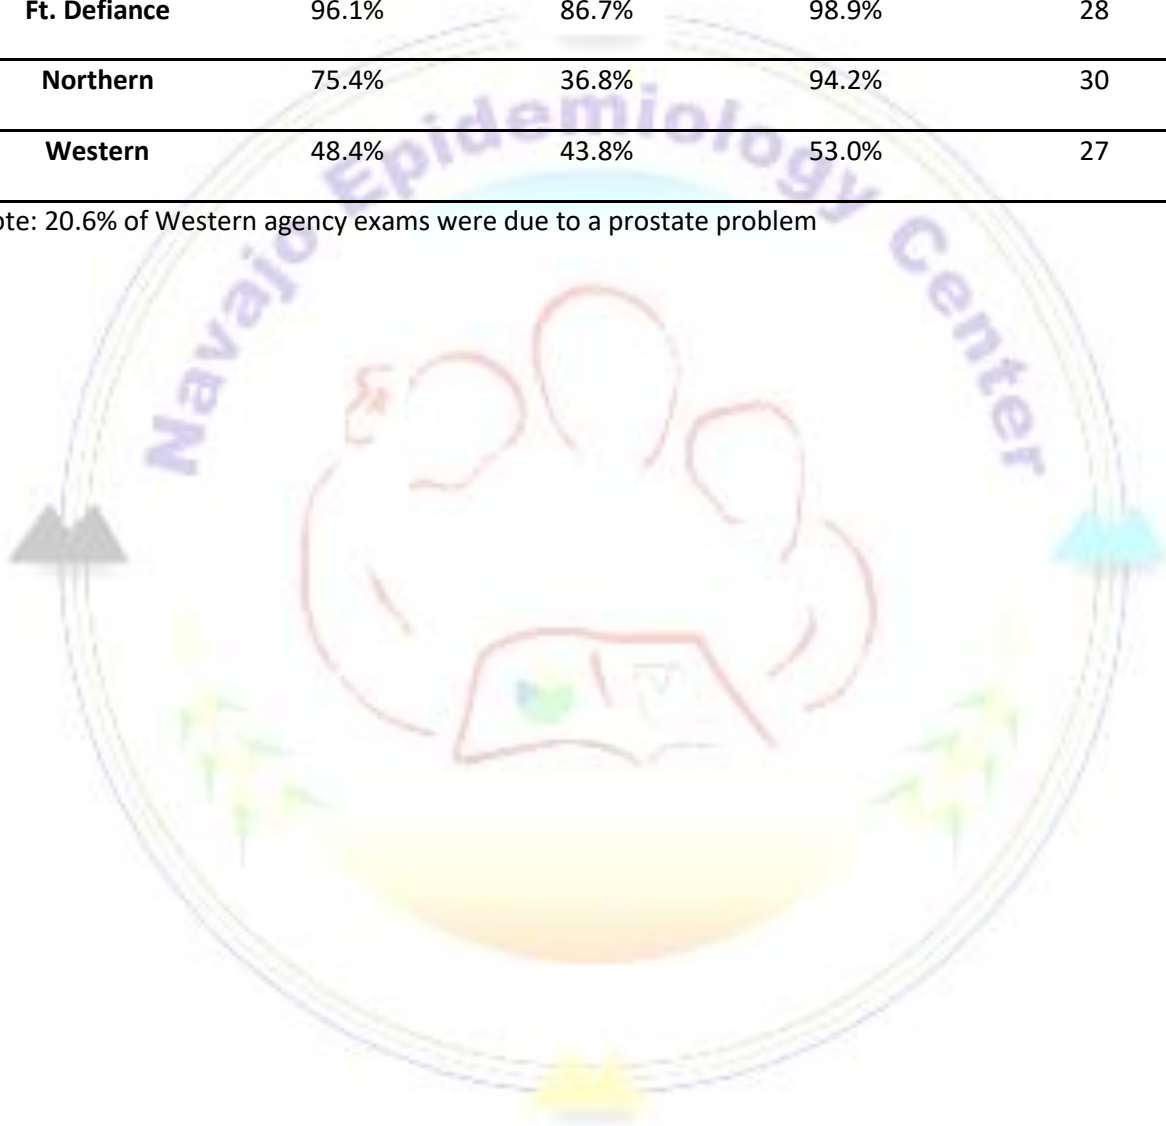 Ft. Defiance 96.1% 86.7% 98.9% 28
Northern 75.4% 36.8% 94.2% 30
Western 48.4% 43.8% 53.0% 27
ote: 20.6% of Western agency exams were due to a prostate problem
Navajo Epidemiology Center